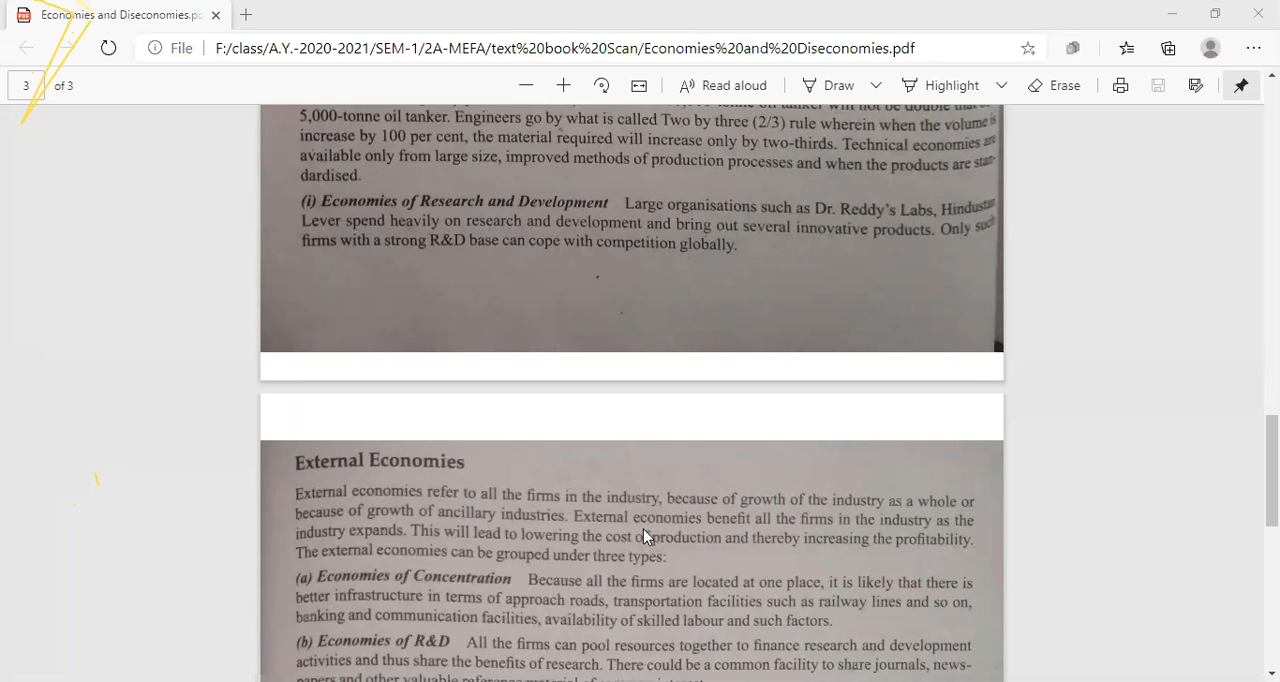 Economies and Diseconomies.p
File F:/class/A.Y.-2020-2021/SEM-1/2A-MEFA/text%20book%20Scan/Economies%20and%20Diseconomies.pdf
3 of 3 Read aloud Draw Highlight Erase
5,000-tonne oil tanker. Engineers go by what is called Two by three (2/3) rule wherein when the volume is
increase by 100 per cent, the material required will increase only by two-thirds. Technical economies are
available only from large size, improved methods of production processes and when the products are stan-
dardised.
(i) Economies of Research and Development Large organisations such as Dr. Reddy's Labs, Hindustan
Lever spend heavily on research and development and bring out several innovative products. Only such
firms with a strong R&D base can cope with competition globally.
External Economies
External economies refer to all the firms in the industry, because of growth of the industry as a whole or
because of growth of ancillary industries. External economies benefit all the firms in the industry as the
industry expands. This will lead to lowering the cost of production and thereby increasing the profitability.
The external economies can be grouped under three types:
(a) Economies of Concentration Because all the firms are located at one place, it is likely that there is
better infrastructure in terms of approach roads, transportation facilities such as railway lines and so on,
banking and communication facilities, availability of skilled labour and such factors.
(b) Economies of R&D All the firms can pool resources together to finance research and development
activities and thus share the benefits of research. There could be a common facility to share journals, news-